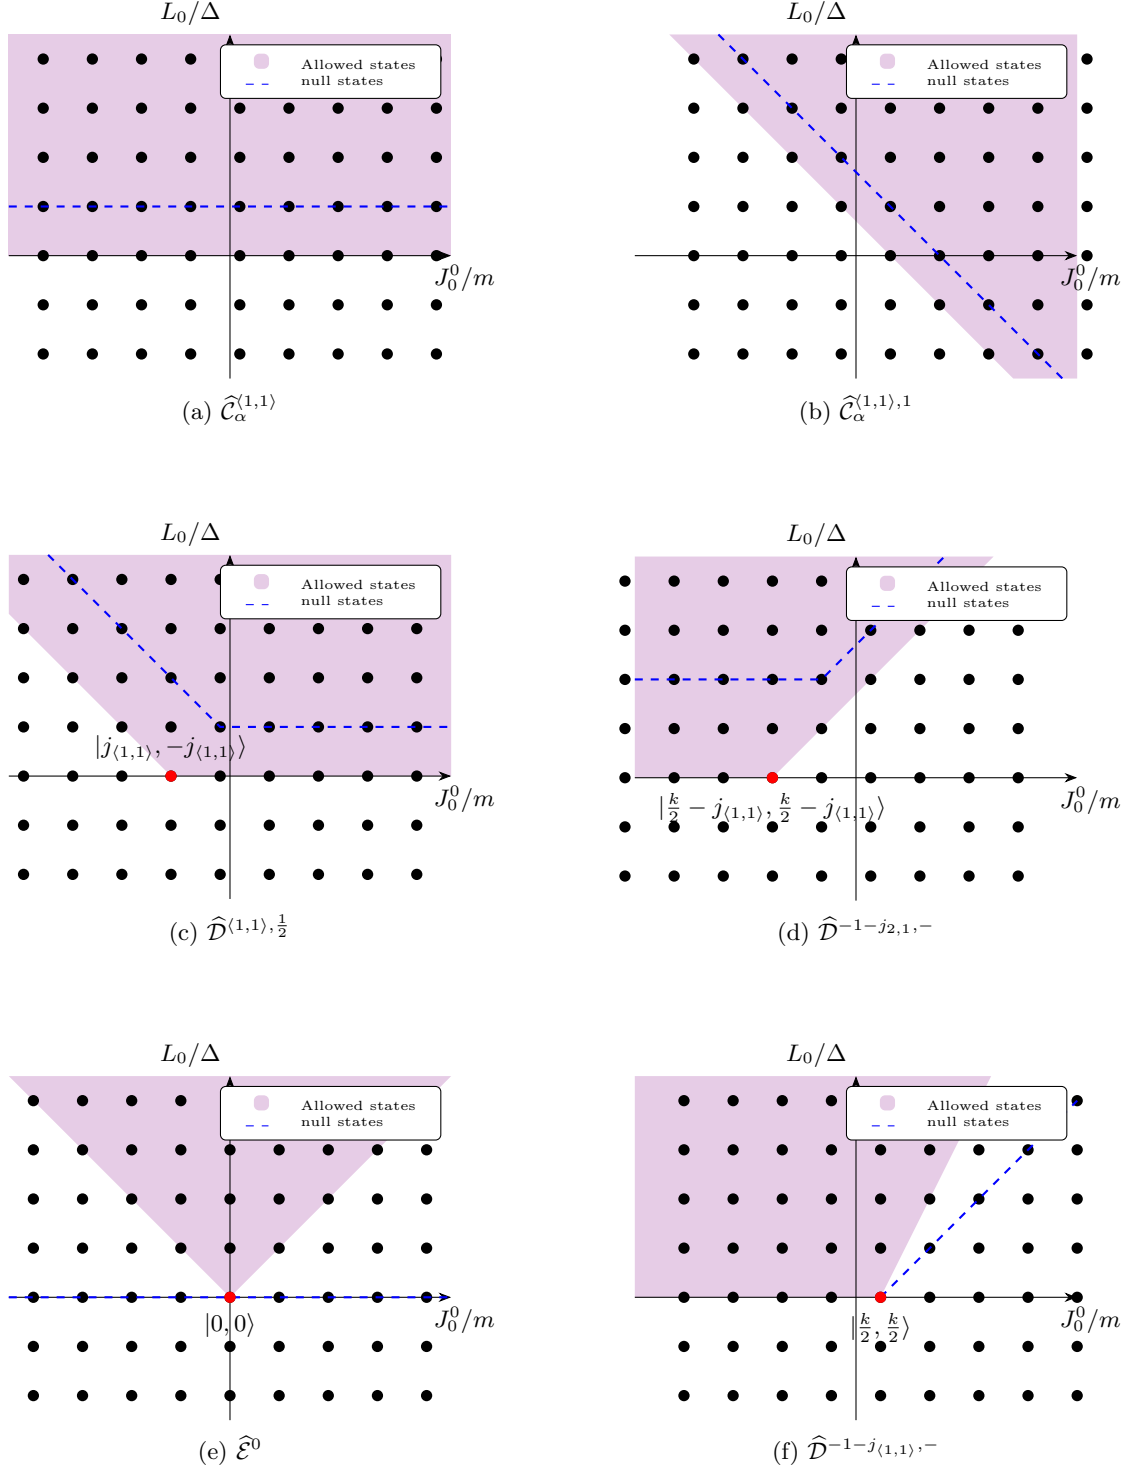 $L_0/\Delta$
Allowed states
null states
$J_0^0/m$
(a) $\widehat{\mathcal{C}}_\alpha^{\langle 1,1\rangle}$
$L_0/\Delta$
Allowed states
null states
$J_0^0/m$
(b) $\widehat{\mathcal{C}}_\alpha^{\langle 1,1\rangle,1}$
$L_0/\Delta$
Allowed states
null states
$|j_{\langle 1,1\rangle}, -j_{\langle 1,1\rangle}\rangle$
$J_0^0/m$
(c) $\widehat{\mathcal{D}}^{\langle 1,1\rangle,\frac{1}{2}}$
$L_0/\Delta$
Allowed states
null states
$J_0^0/m$
$|\frac{k}{2} - j_{\langle 1,1\rangle}, \frac{k}{2} - j_{\langle 1,1\rangle}\rangle$
(d) $\widehat{\mathcal{D}}^{-1-j_{2,1},-}$
$L_0/\Delta$
Allowed states
null states
$J_0^0/m$
$|0,0\rangle$
(e) $\widehat{\mathcal{E}}^0$
$L_0/\Delta$
Allowed states
null states
$J_0^0/m$
$|\frac{k}{2}, \frac{k}{2}\rangle$
(f) $\widehat{\mathcal{D}}^{-1-j_{\langle 1,1\rangle},-}$